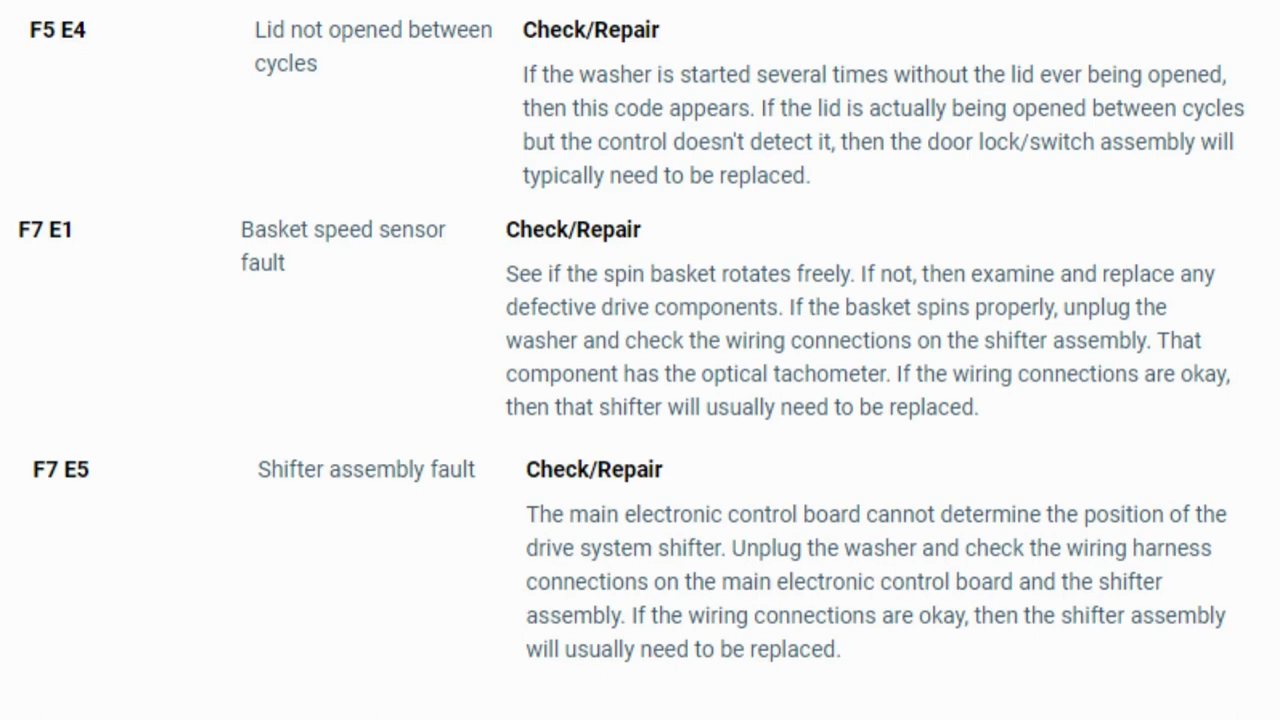 F5 E4
Lid not opened between
cycles
Check/Repair
If the washer is started several times without the lid ever being opened,
then this code appears. If the lid is actually being opened between cycles
but the control doesn't detect it, then the door lock/switch assembly will
typically need to be replaced.
F7 E1
Basket speed sensor
fault
Check/Repair
See if the spin basket rotates freely. If not, then examine and replace any
defective drive components. If the basket spins properly, unplug the
washer and check the wiring connections on the shifter assembly. That
component has the optical tachometer. If the wiring connections are okay,
then that shifter will usually need to be replaced.
F7 E5
Shifter assembly fault
Check/Repair
The main electronic control board cannot determine the position of the
drive system shifter. Unplug the washer and check the wiring harness
connections on the main electronic control board and the shifter
assembly. If the wiring connections are okay, then the shifter assembly
will usually need to be replaced.